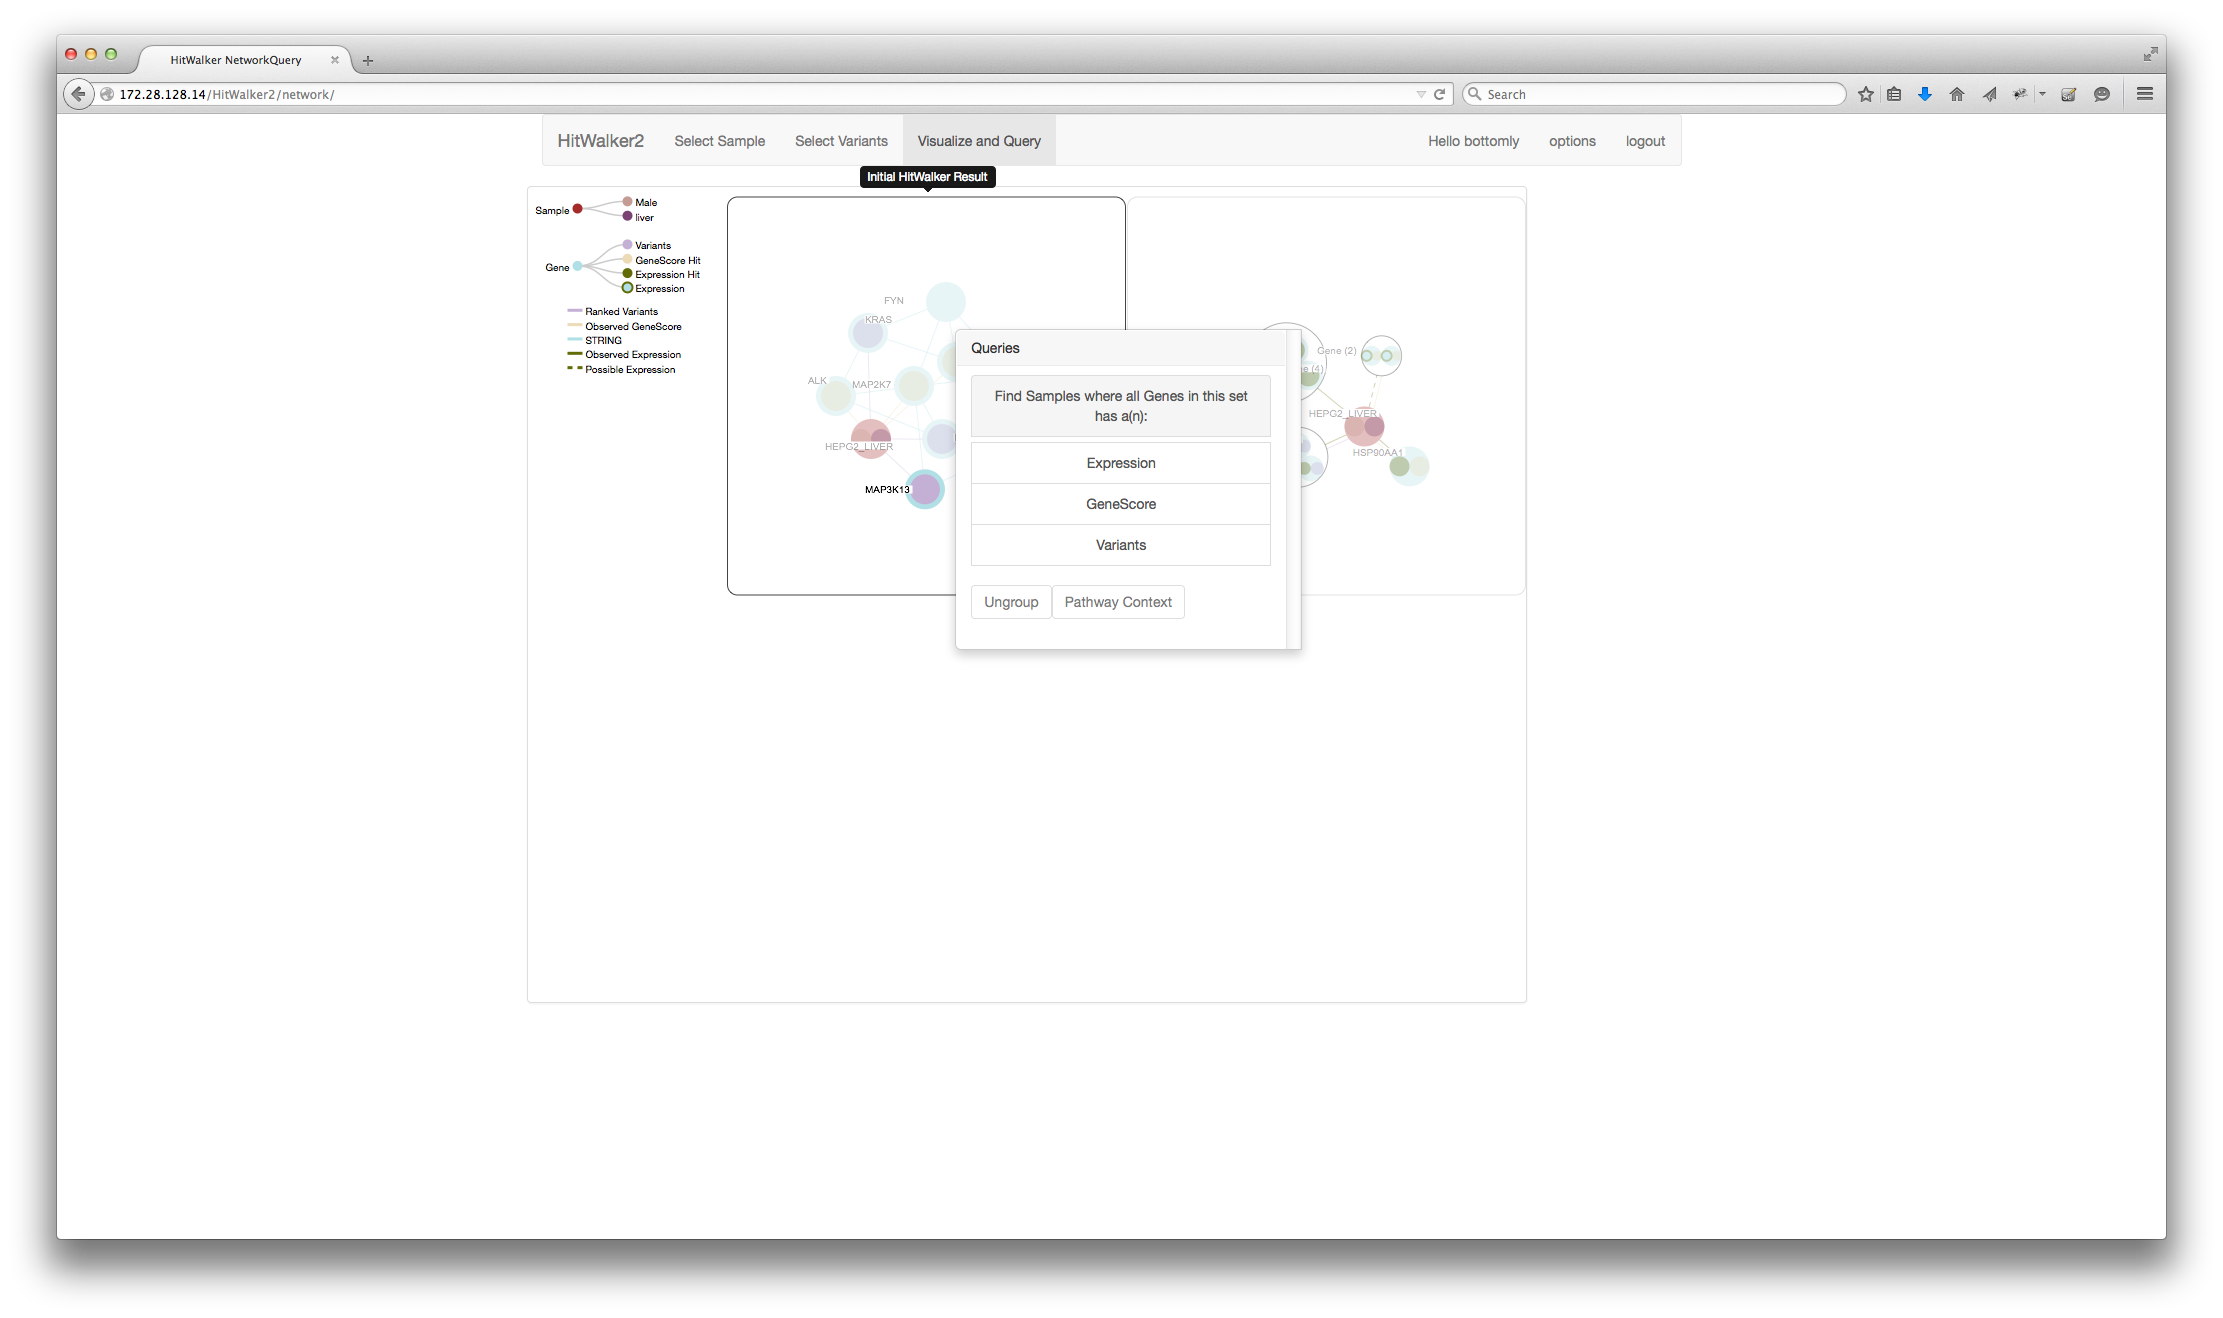 HitWalker NetworkQuery
172.28.128.14/HitWalker2/network/
Search
HitWalker2 Select Sample Select Variants Visualize and Query Hello bottomly options logout
Initial HitWalker Result
Sample
Male
liver
Gene
Variants
GeneScore Hit
Expression Hit
Expression
Ranked Variants
Observed GeneScore
STRING
Observed Expression
Possible Expression
FYN
KRAS
ALK
MAP2K7
HEPG2_LIVER
MAP3K13
Queries
Find Samples where all Genes in this set
has a(n):
Expression
GeneScore
Variants
Ungroup Pathway Context
Gene (2)
e (4)
HEPG2_LIVER
HSP90AA1